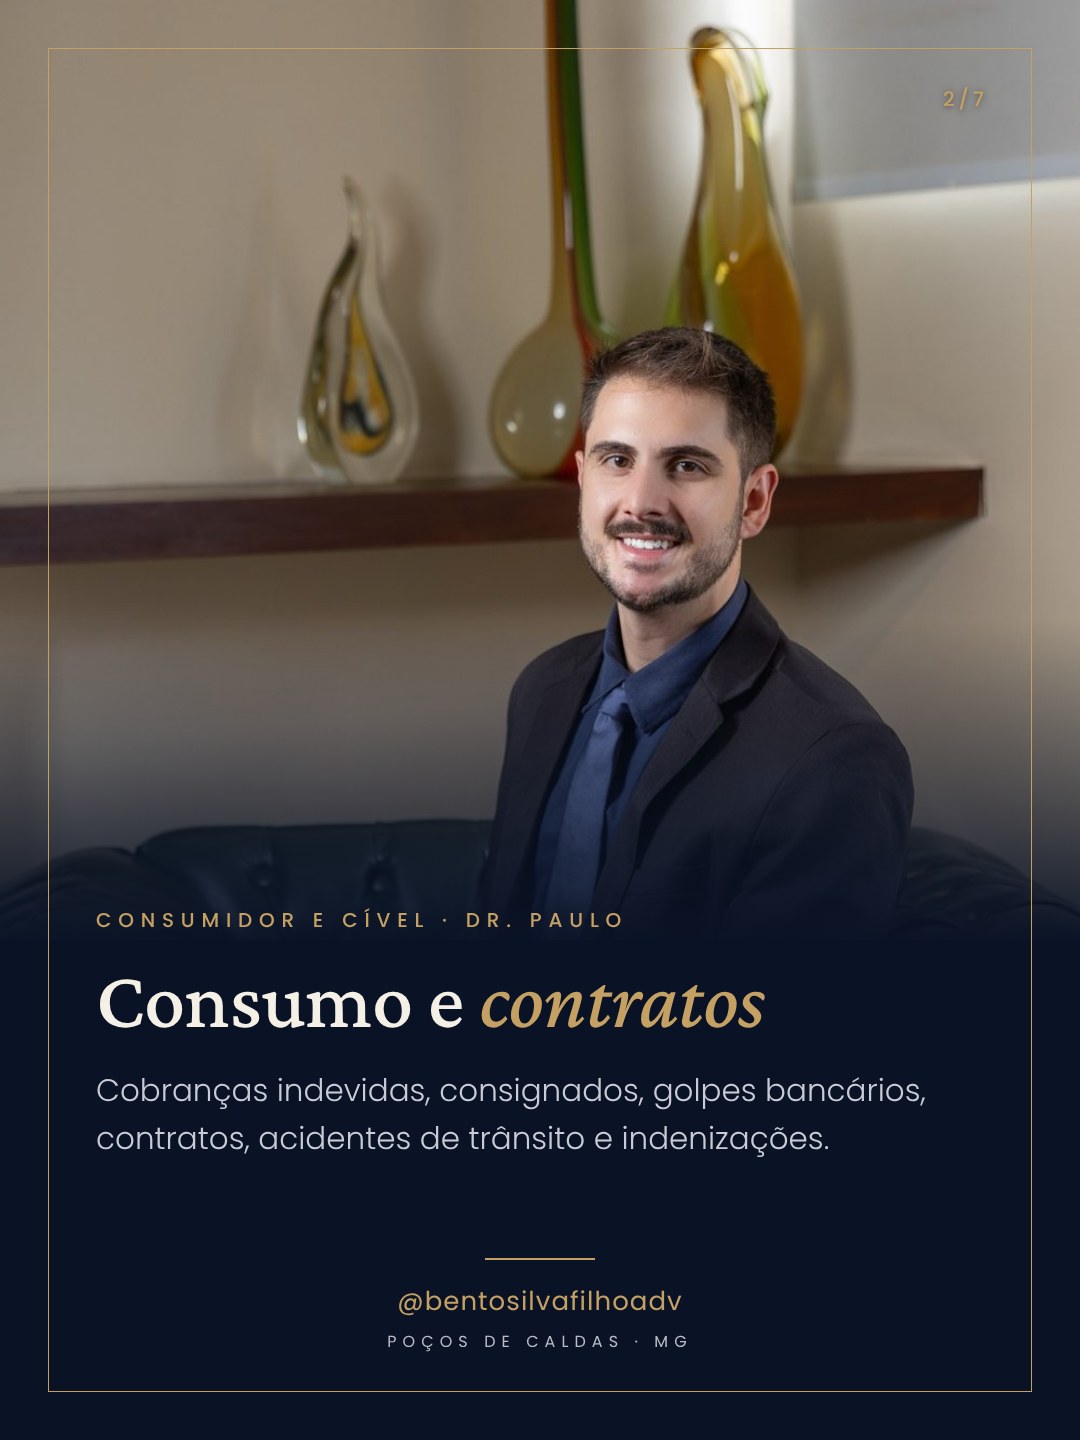 2/7
CONSUMIDOR E CÍVEL · DR. PAULO
Consumo e contratos
Cobranças indevidas, consignados, golpes bancários,
contratos, acidentes de trânsito e indenizações.
@bentosilvafilhoadv
POÇOS DE CALDAS · MG